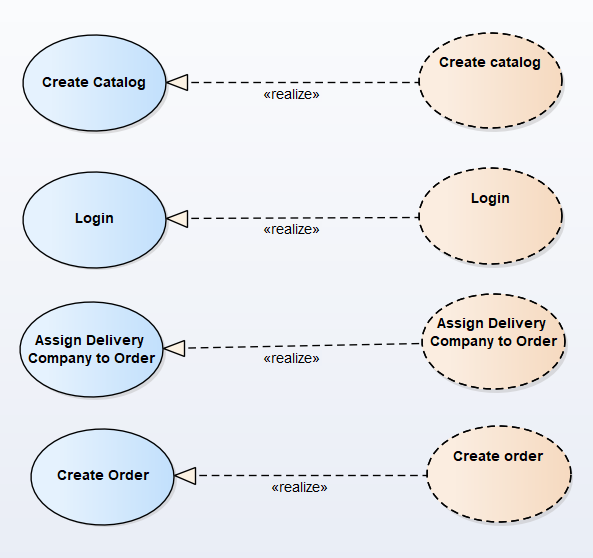 Create Catalog
«realize»
Create catalog
Login
«realize»
Login
Assign Delivery
Company to Order
«realize»
Assign Delivery
Company to Order
Create Order
«realize»
Create order